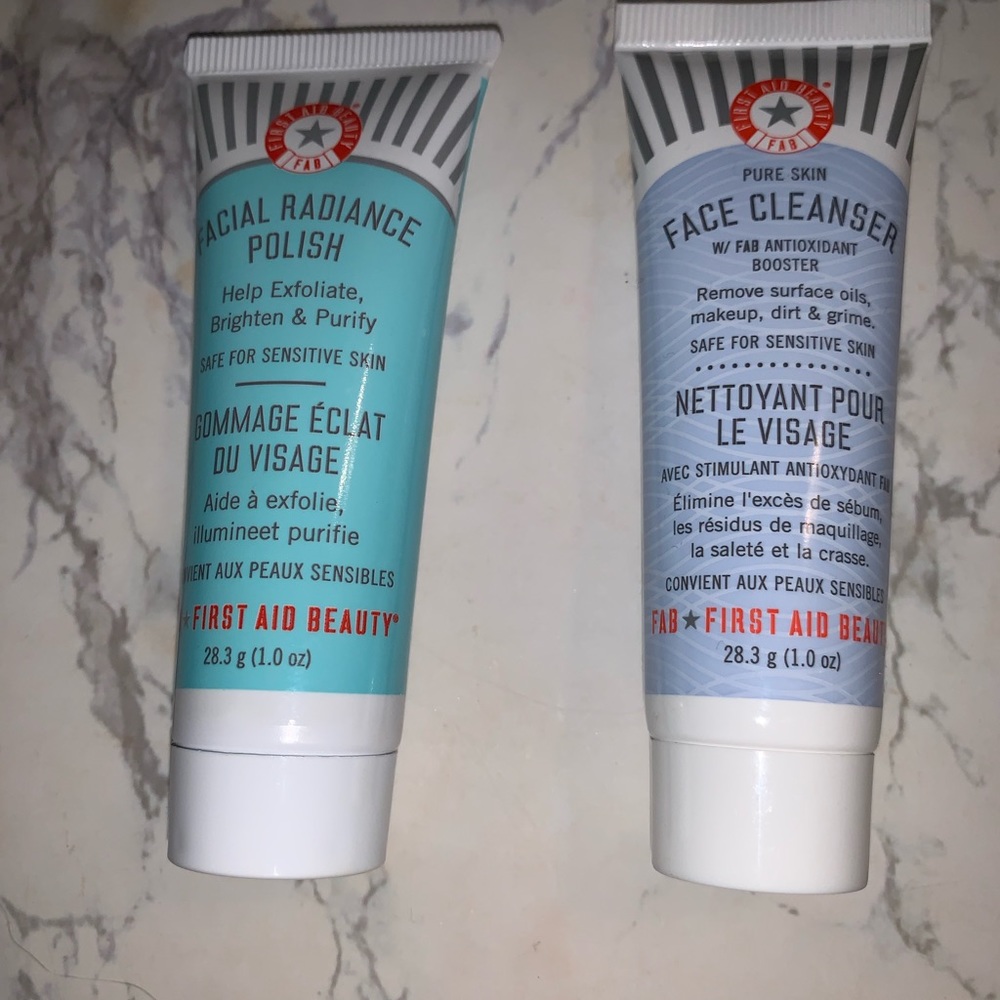 FIRST AID BEAUTY®
FAB
FACIAL RADIANCE
POLISH
Help Exfoliate,
Brighten & Purify
SAFE FOR SENSITIVE SKIN
GOMMAGE ÉCLAT
DU VISAGE
Aide à exfolie,
illumineet purifie
AUX PEAUX SENSIBLES
★FIRST AID BEAUTY®
28.3 g (1.0 oz)
FIRST AID BEAUTY®
FAB
PURE SKIN
FACE CLEANSER
W/ FAB ANTIOXIDANT
BOOSTER
Remove surface oils,
makeup, dirt & grime.
SAFE FOR SENSITIVE SKIN
NETTOYANT POUR
LE VISAGE
AVEC STIMULANT ANTIOXYDANT
Élimine l'excès de sébum,
les résidus de maquillage,
la saleté et la crasse.
CONVIENT AUX PEAUX SENSIBLES
FAB★FIRST AID BEAUT
28.3 g (1.0 oz)